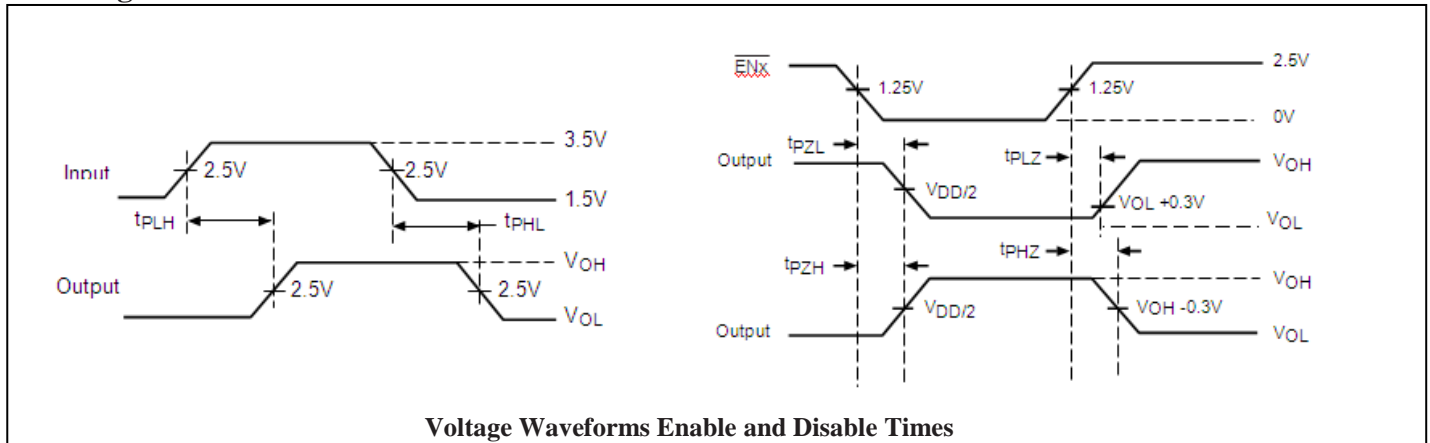 Input
2.5V
2.5V
3.5V
1.5V
tPLH
tPHL
Output
2.5V
2.5V
VOH
VOL
ENx
1.25V
1.25V
2.5V
0V
tPZL
tPLZ
Output
VDD/2
VOH
VOL +0.3V
VOL
tPZH
tPHZ
Output
VDD/2
VOH
VOH -0.3V
VOL
Voltage Waveforms Enable and Disable Times